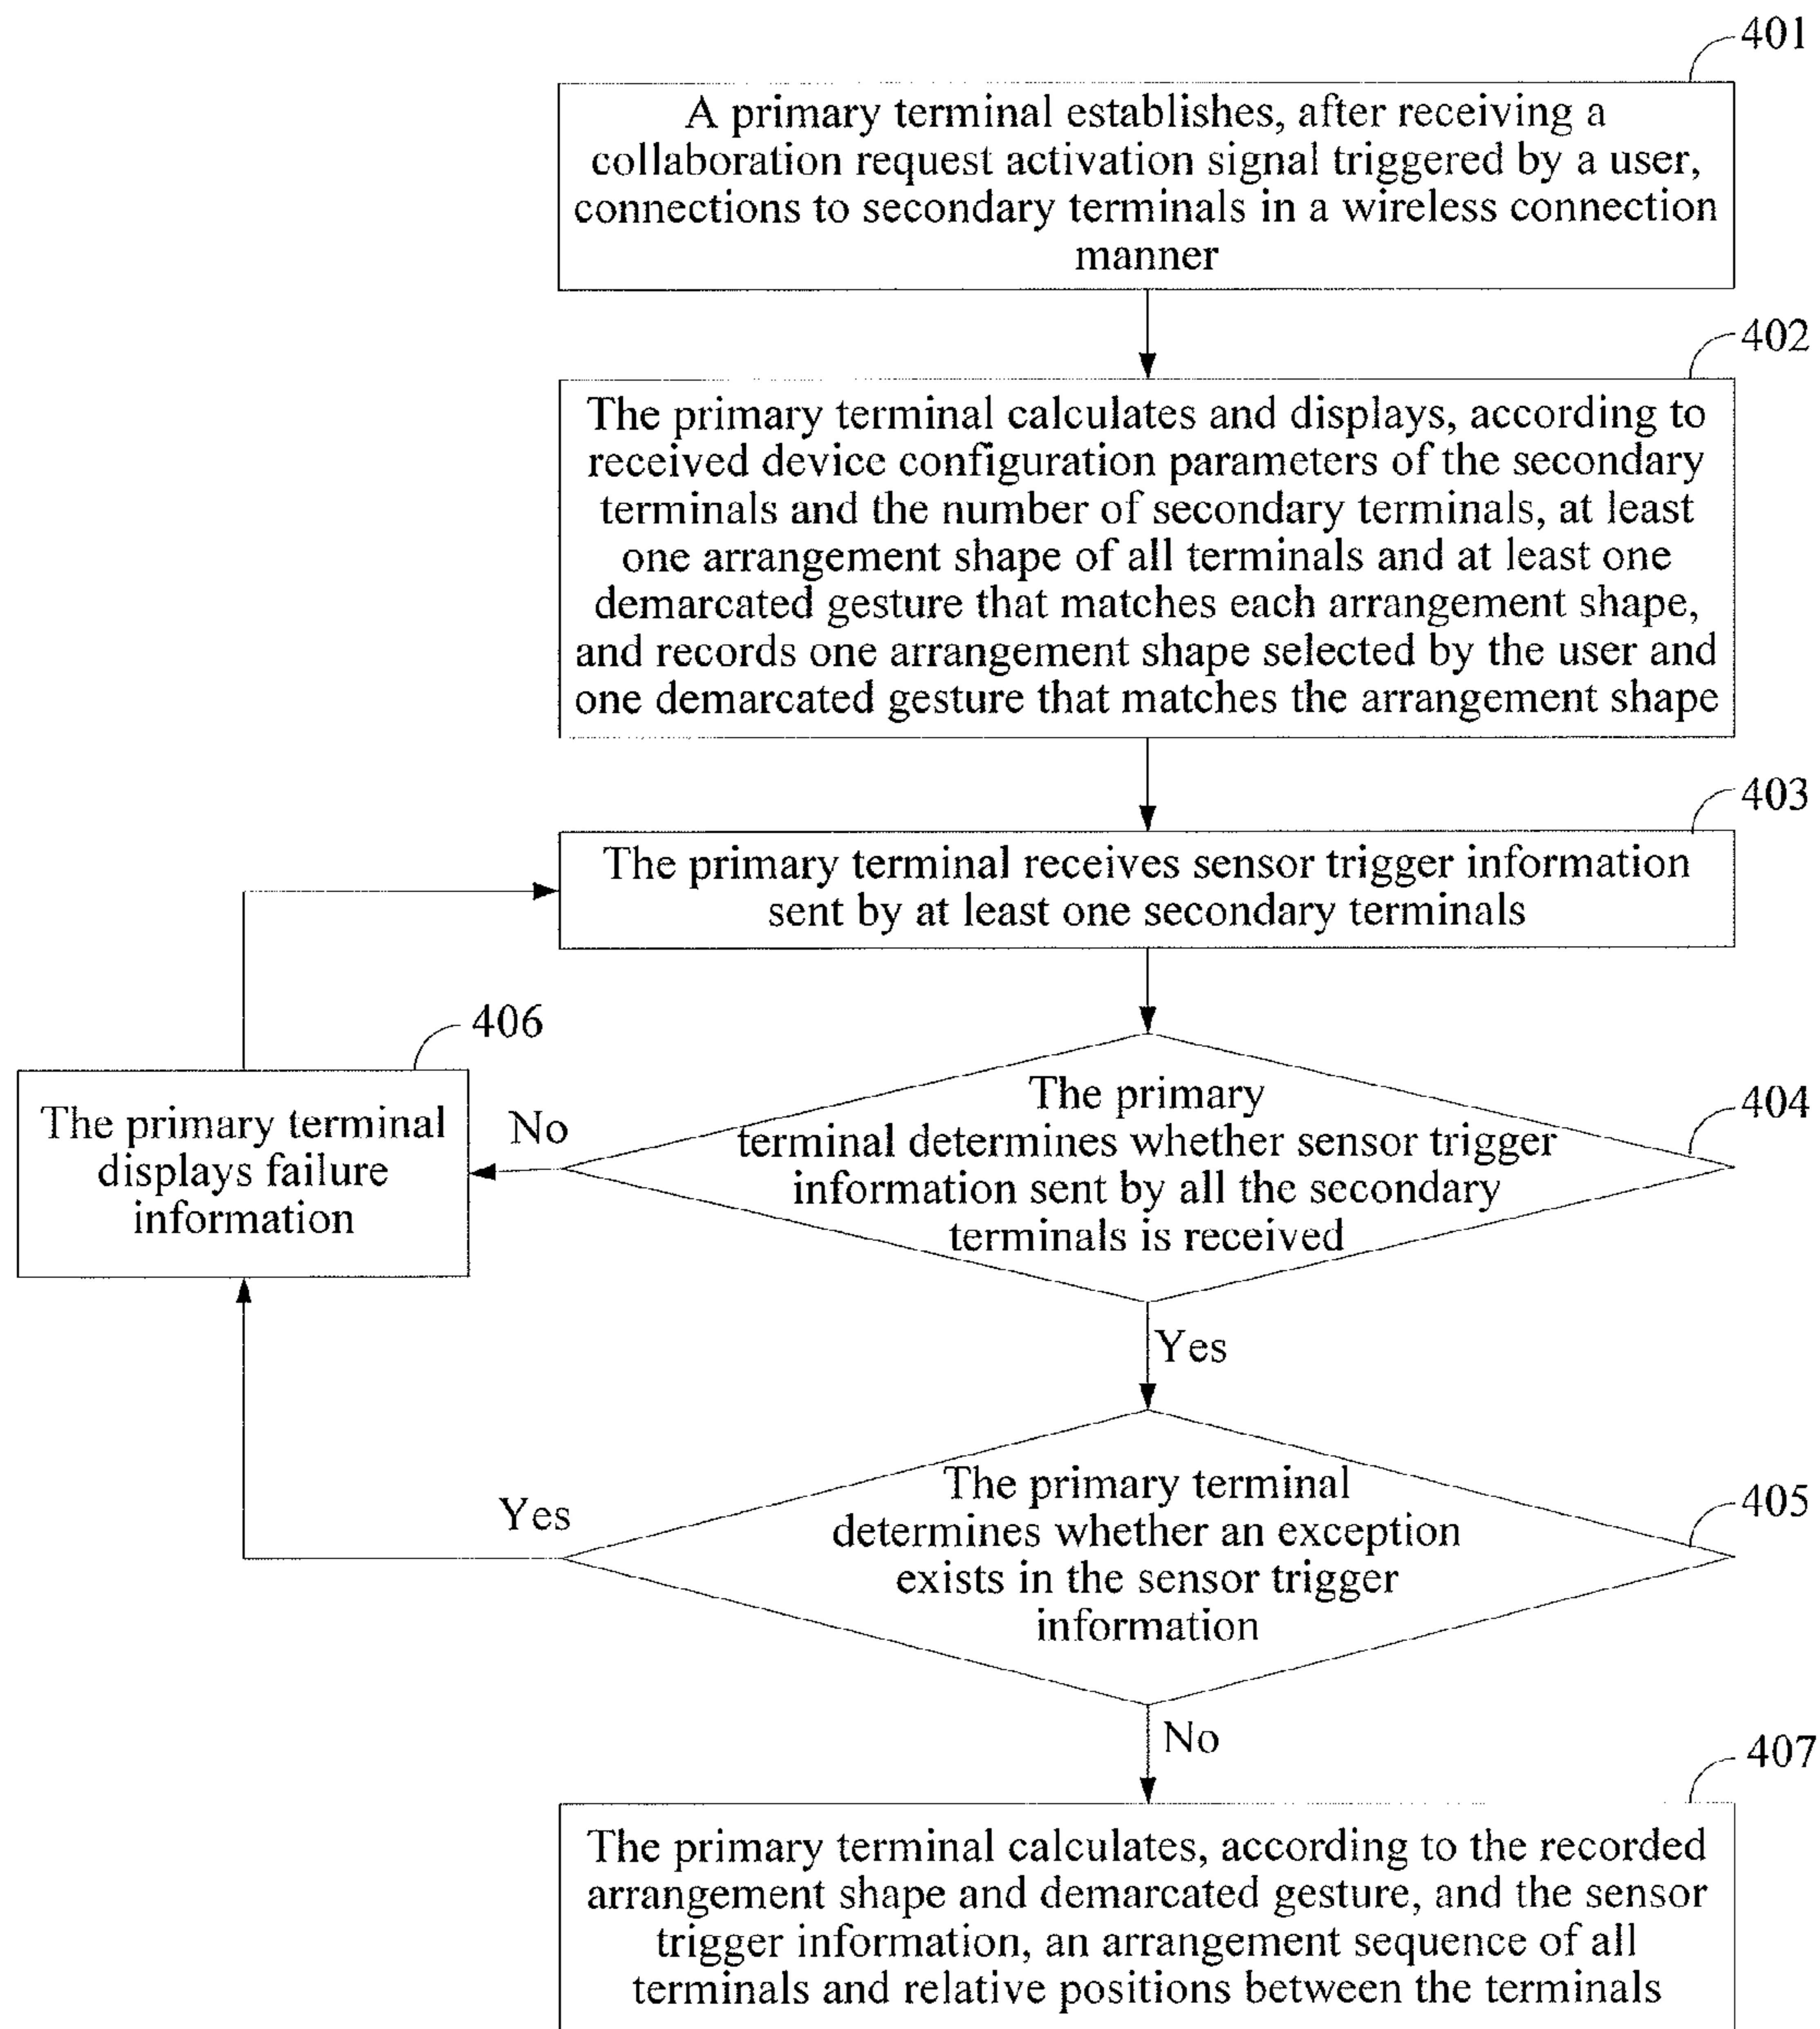 401
A primary terminal establishes, after receiving a
collaboration request activation signal triggered by a user,
connections to secondary terminals in a wireless connection
manner
402
The primary terminal calculates and displays, according to
received device configuration parameters of the secondary
terminals and the number of secondary terminals, at least
one arrangement shape of all terminals and at least one
demarcated gesture that matches each arrangement shape,
and records one arrangement shape selected by the user and
one demarcated gesture that matches the arrangement shape
403
The primary terminal receives sensor trigger information
sent by at least one secondary terminals
406
The primary terminal
displays failure
information
No
404
The primary
terminal determines whether sensor trigger
information sent by all the secondary
terminals is received
Yes
405
The primary terminal
determines whether an exception
exists in the sensor trigger
information
Yes
No
407
The primary terminal calculates, according to the recorded
arrangement shape and demarcated gesture, and the sensor
trigger information, an arrangement sequence of all
terminals and relative positions between the terminals